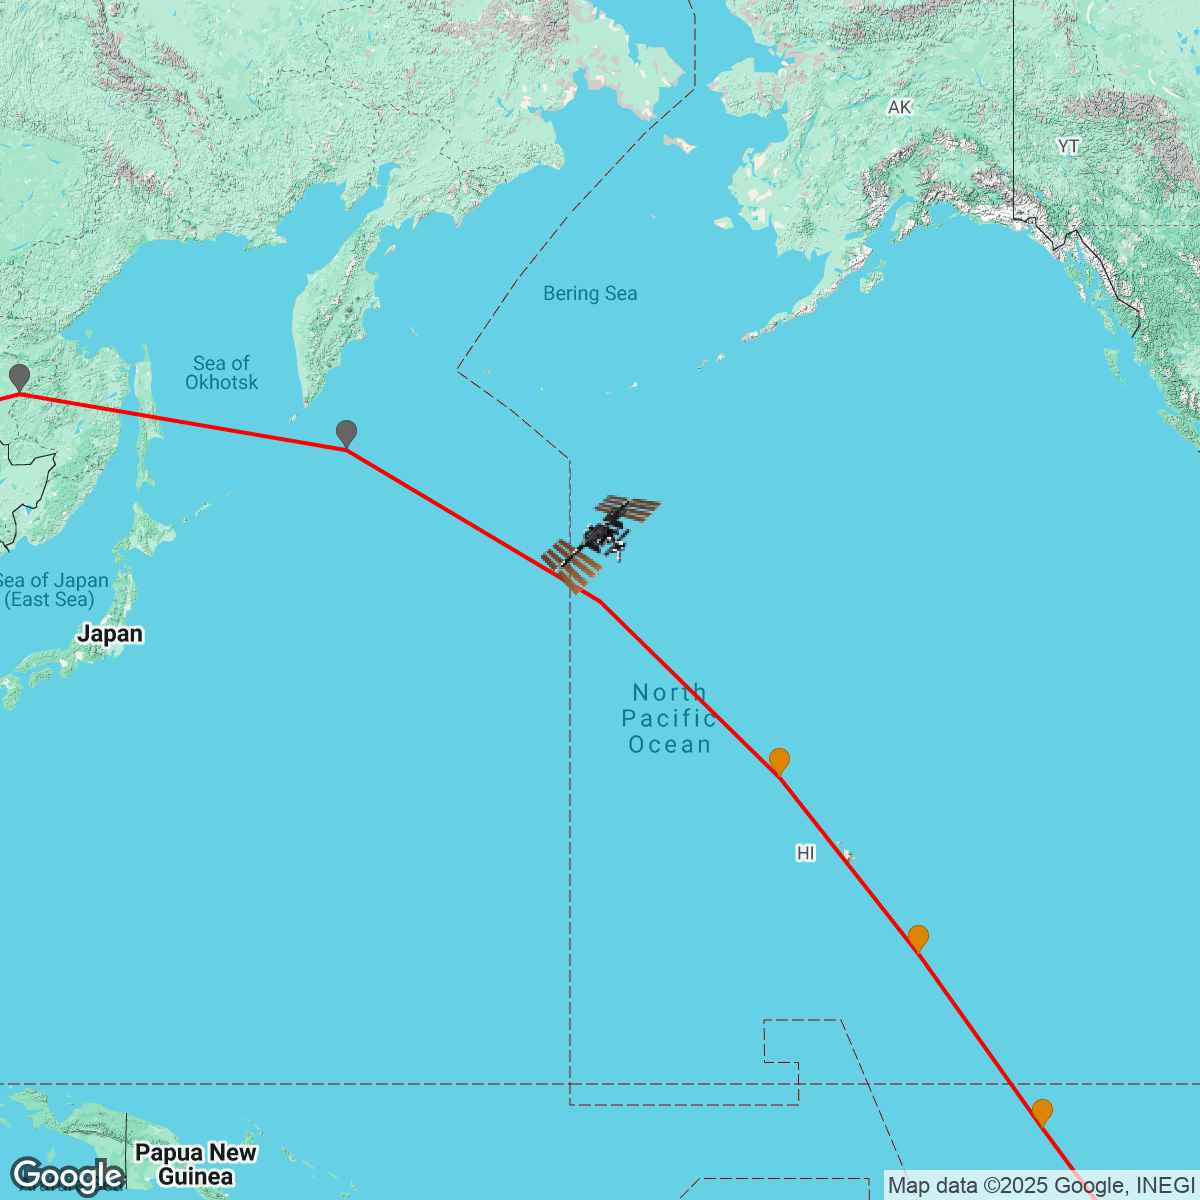 AK
YT
Bering Sea
Sea of
Okhotsk
Sea of Japan
(East Sea)
Japan
North
Pacific
Ocean
HI
Papua New
Guinea
Google
Map data ©2025 Google, INEGI